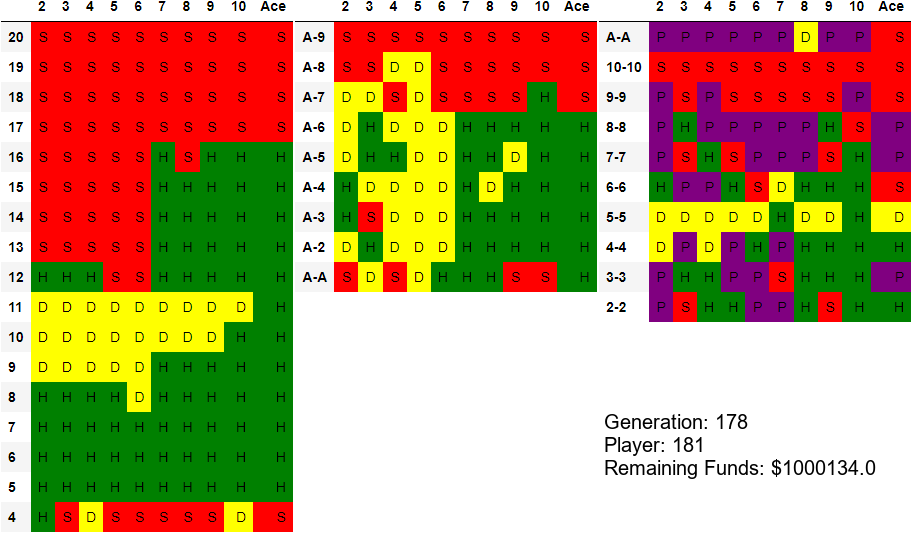 2 3 4 5 6 7 8 9 10 Ace
20 S S S S S S S S S S
19 S S S S S S S S S S
18 S S S S S S S S S S
17 S S S S S S S S S S
16 S S S S S H S H H H
15 S S S S S H H H H H
14 S S S S S H H H H H
13 S S S S S H H H H H
12 H H H S S H H H H H
11 D D D D D D D D D H
10 D D D D D D D D H H
9 D D D D D H H H H H
8 H H H H D H H H H H
7 H H H H H H H H H H
6 H H H H H H H H H H
5 H H H H H H H H H H
4 H S D S S S S S D S
2 3 4 5 6 7 8 9 10 Ace
A-9 S S S S S S S S S S
A-8 S S D D S S S S S S
A-7 D D S D S S S S H S
A-6 D H D D D H H H H H
A-5 D H H D D H H D H H
A-4 H D D D D H D H H H
A-3 H S D D D H H H H H
A-2 D H D D D H H H H H
A-A S D S D H H H S S H
2 3 4 5 6 7 8 9 10 Ace
A-A P P P P P P D P P S
10-10 S S S S S S S S S S
9-9 P S P S S S S S P S
8-8 P H P P P P P H S P
7-7 P S H S P P P S H P
6-6 H P P H S D H H H S
5-5 D D D D D H D D H D
4-4 D P D P H P H H H H
3-3 P H H P P S H H H P
2-2 P S H H P P H S H H
Generation: 178
Player: 181
Remaining Funds: $1000134.0